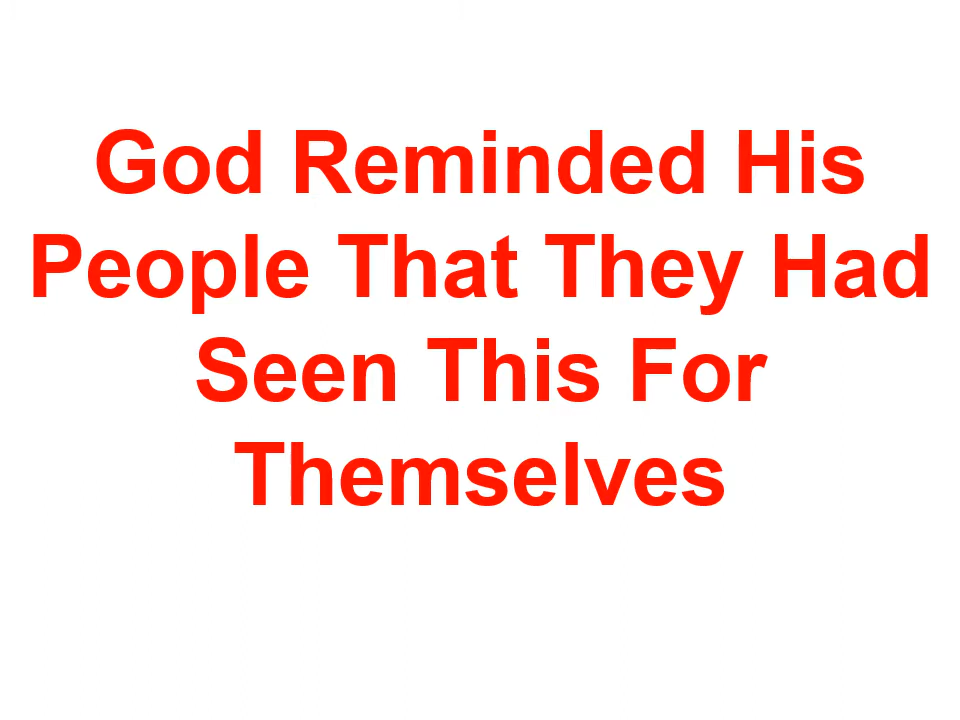 God Reminded His
People That They Had
Seen This For
Themselves